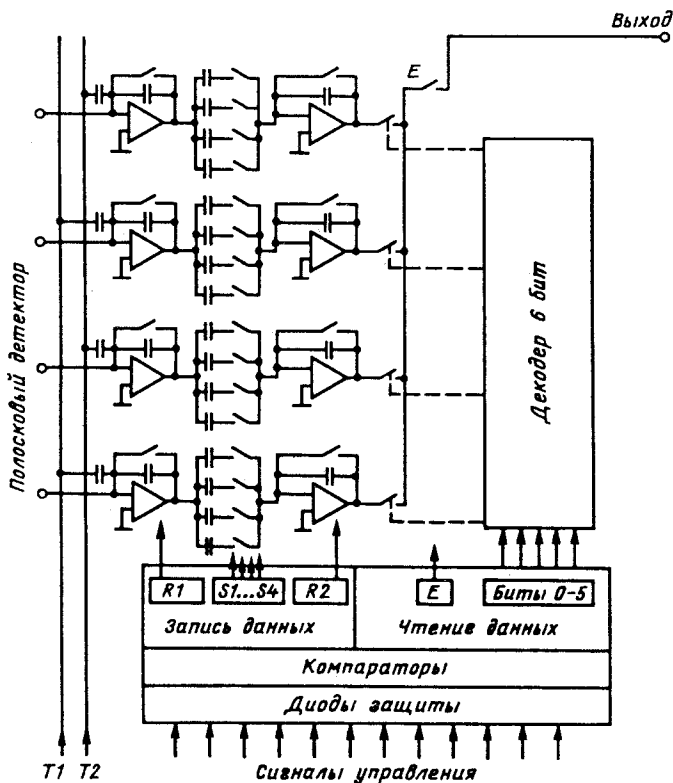 Выход
E
Полосковый детектор
Декодер 6 бит
R1
S1...S4
R2
E
Биты 0-5
Запись данных
Чтение данных
Компараторы
Диоды защиты
T1 T2
Сигналы управления